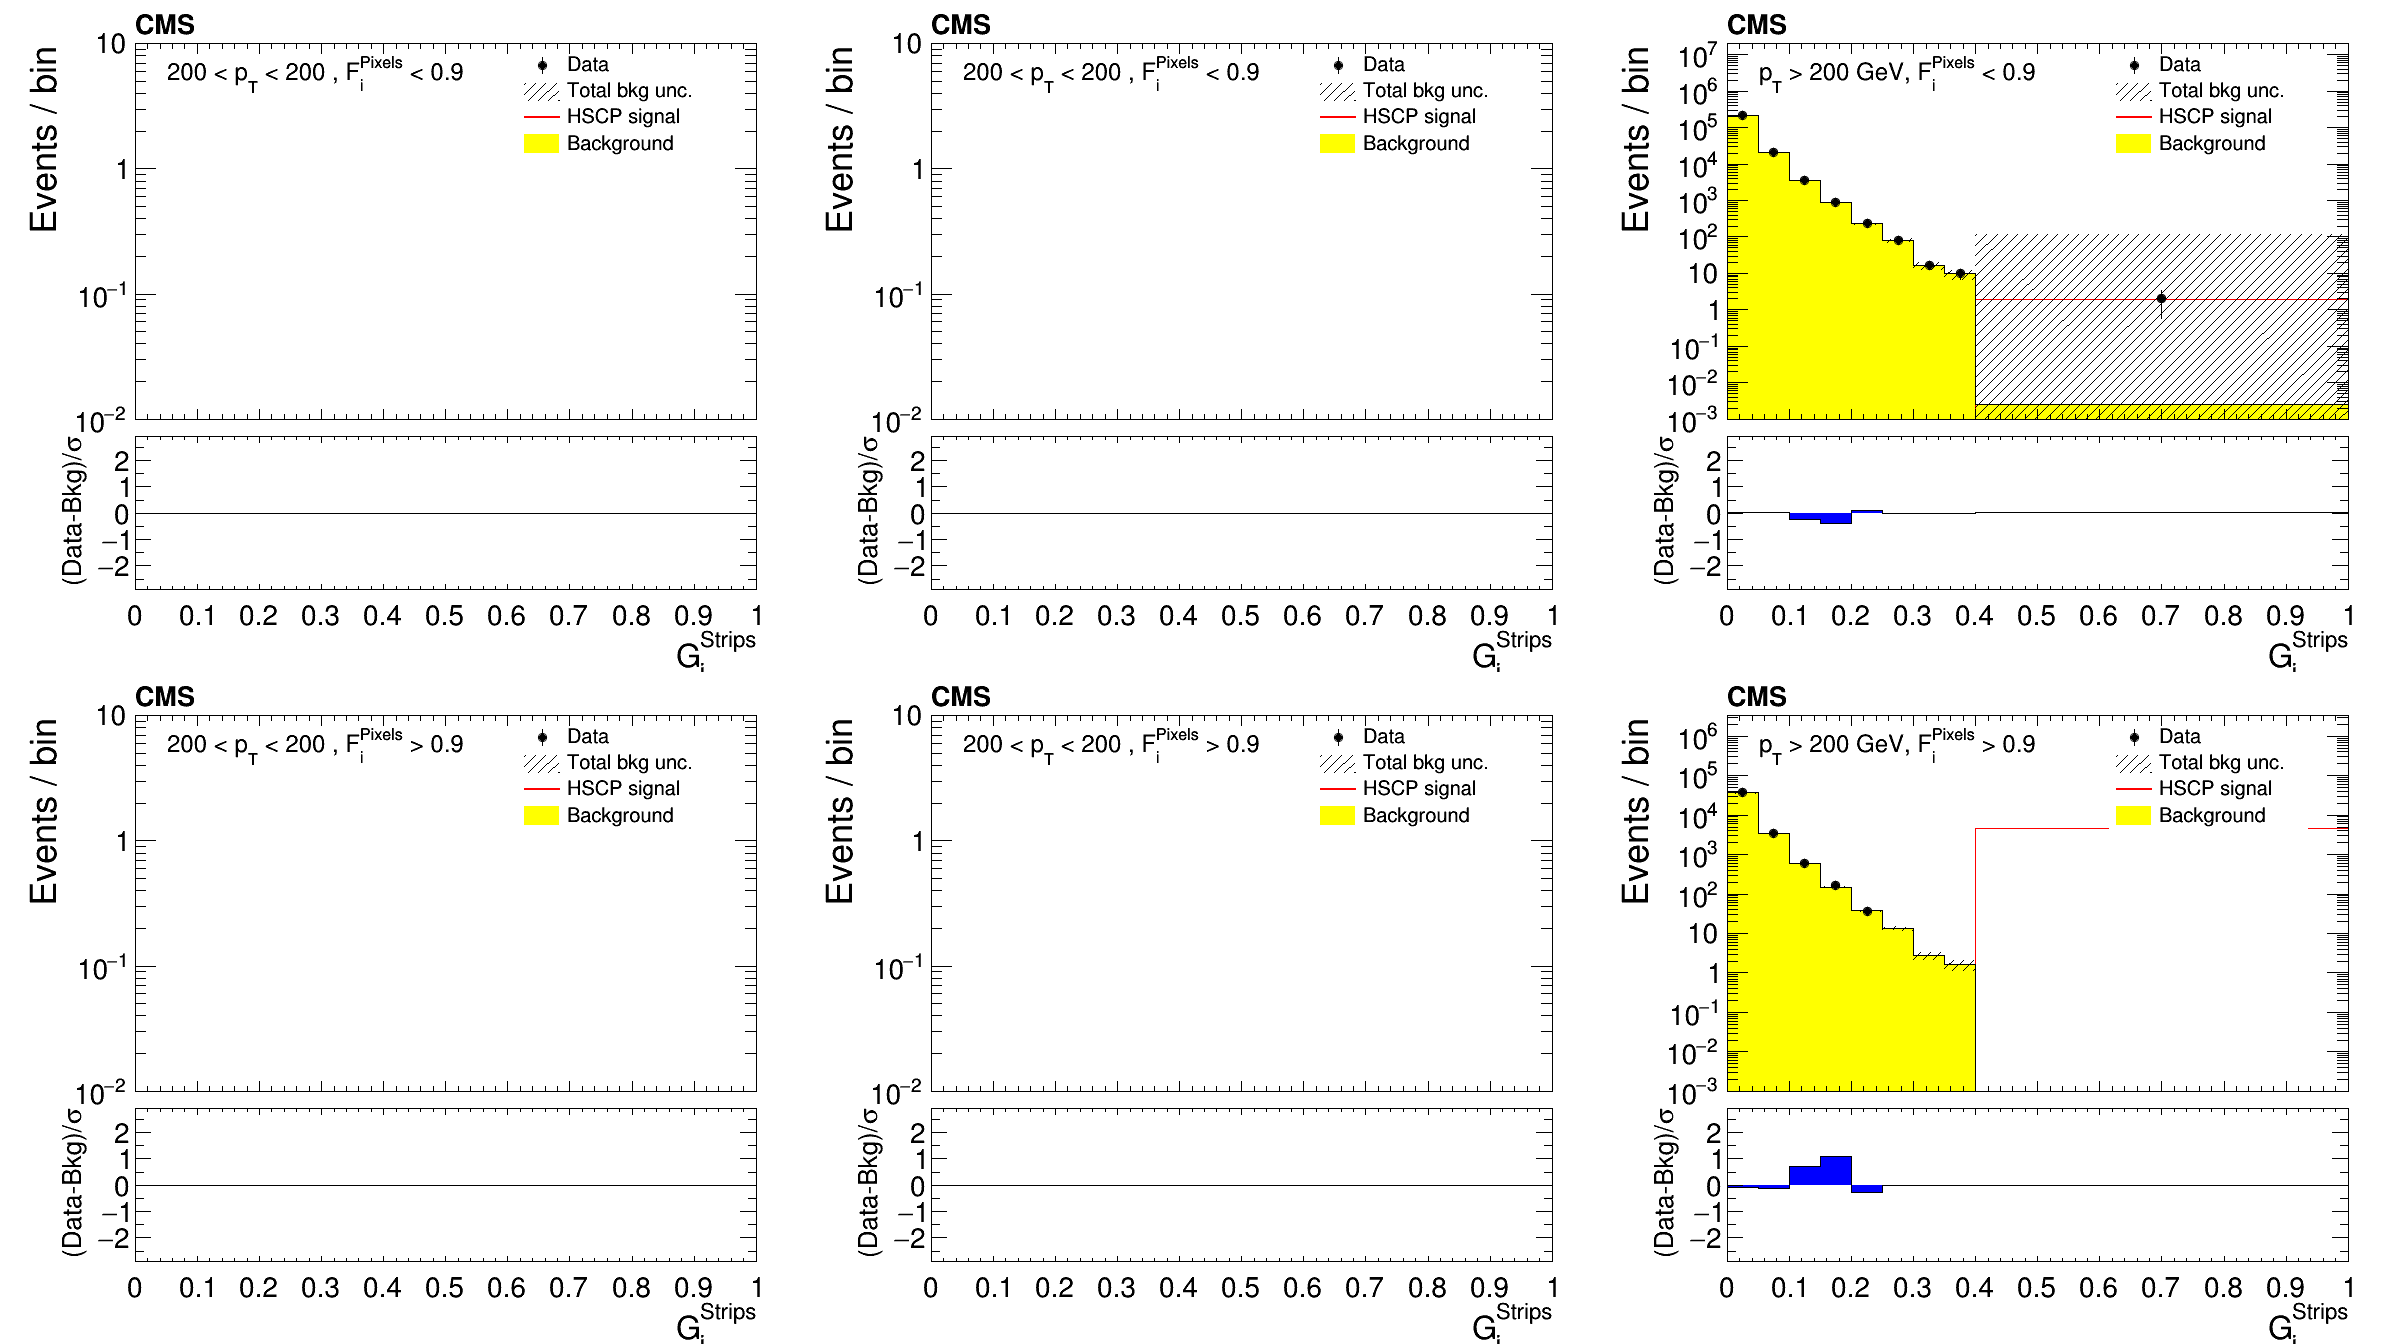 CMS
Events / bin
200 < p_T < 200 , F_i^Pixels < 0.9
Data
Total bkg unc.
HSCP signal
Background
10
1
10^−1
10^−2
(Data-Bkg)/σ
2
1
0
−1
−2
0 0.1 0.2 0.3 0.4 0.5 0.6 0.7 0.8 0.9 1
G_i^Strips
CMS
Events / bin
200 < p_T < 200 , F_i^Pixels < 0.9
Data
Total bkg unc.
HSCP signal
Background
10
1
10^−1
10^−2
(Data-Bkg)/σ
2
1
0
−1
−2
0 0.1 0.2 0.3 0.4 0.5 0.6 0.7 0.8 0.9 1
G_i^Strips
CMS
Events / bin
p_T > 200 GeV, F_i^Pixels < 0.9
Data
Total bkg unc.
HSCP signal
Background
10^7
10^6
10^5
10^4
10^3
10^2
10
1
10^−1
10^−2
10^−3
(Data-Bkg)/σ
2
1
0
−1
−2
0 0.1 0.2 0.3 0.4 0.5 0.6 0.7 0.8 0.9 1
G_i^Strips
CMS
Events / bin
200 < p_T < 200 , F_i^Pixels > 0.9
Data
Total bkg unc.
HSCP signal
Background
10
1
10^−1
10^−2
(Data-Bkg)/σ
2
1
0
−1
−2
0 0.1 0.2 0.3 0.4 0.5 0.6 0.7 0.8 0.9 1
G_i^Strips
CMS
Events / bin
200 < p_T < 200 , F_i^Pixels > 0.9
Data
Total bkg unc.
HSCP signal
Background
10
1
10^−1
10^−2
(Data-Bkg)/σ
2
1
0
−1
−2
0 0.1 0.2 0.3 0.4 0.5 0.6 0.7 0.8 0.9 1
G_i^Strips
CMS
Events / bin
p_T > 200 GeV, F_i^Pixels > 0.9
Data
Total bkg unc.
HSCP signal
Background
10^6
10^5
10^4
10^3
10^2
10
1
10^−1
10^−2
10^−3
(Data-Bkg)/σ
2
1
0
−1
−2
0 0.1 0.2 0.3 0.4 0.5 0.6 0.7 0.8 0.9 1
G_i^Strips